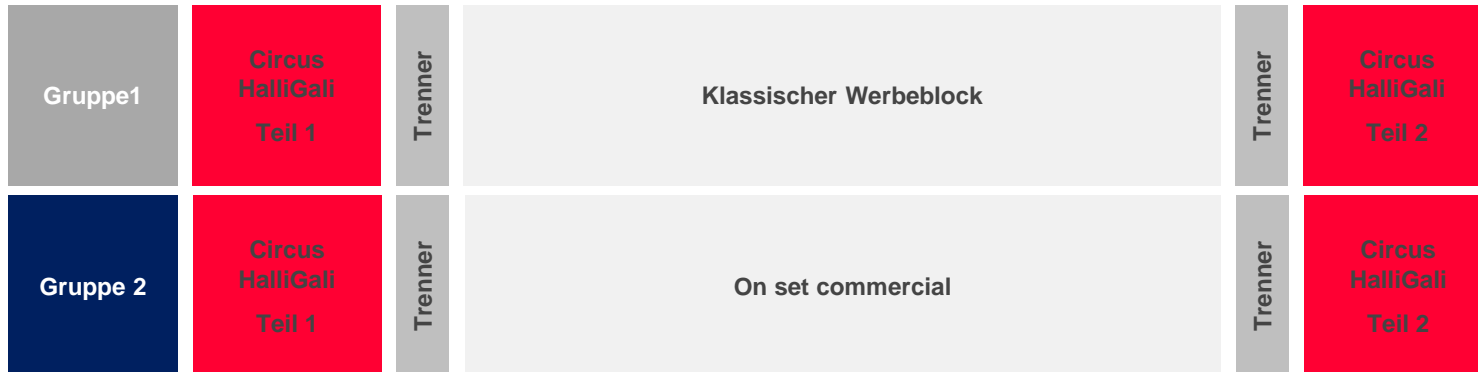 Gruppe1
Circus
HalliGali
Teil 1
Trenner
Klassischer Werbeblock
Trenner
Circus
HalliGali
Teil 2
Gruppe 2
Circus
HalliGali
Teil 1
Trenner
On set commercial
Trenner
Circus
HalliGali
Teil 2